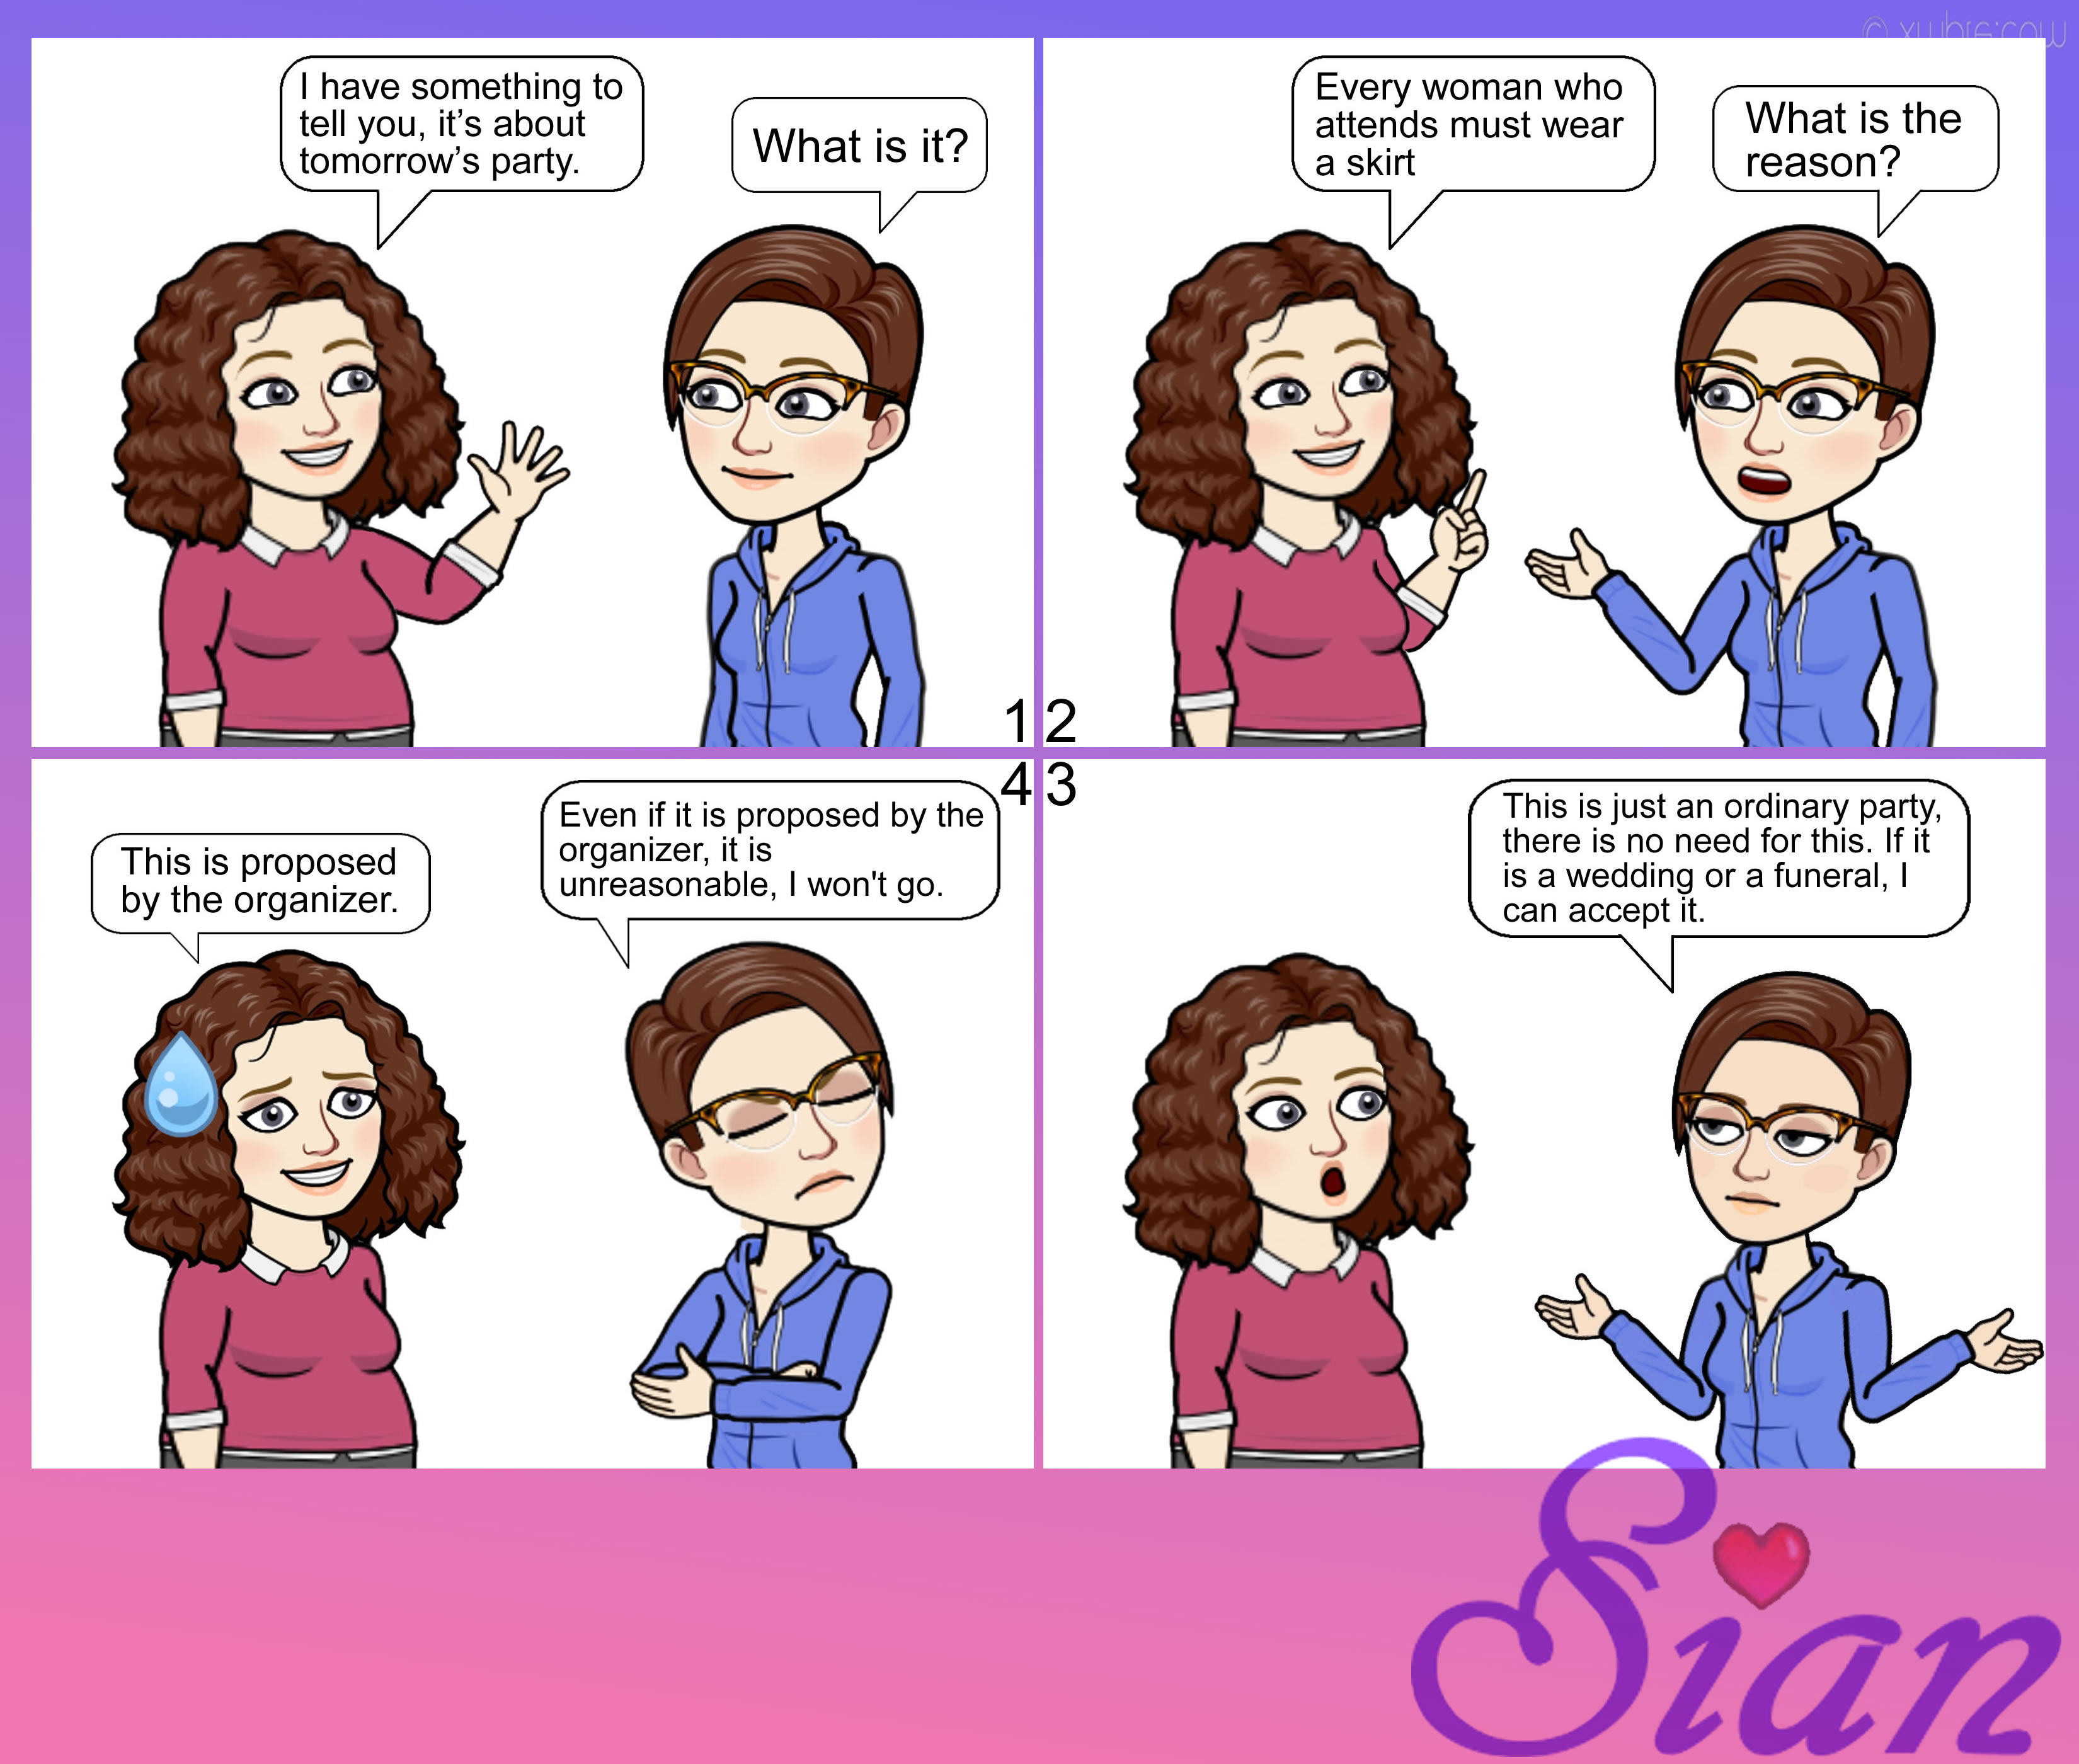 I have something to
tell you, it’s about
tomorrow’s party.
What is it?
1
Every woman who
attends must wear
a skirt
What is the
reason?
2
3
This is just an ordinary party,
there is no need for this. If it
is a wedding or a funeral, I
can accept it.
4
This is proposed
by the organizer.
Even if it is proposed by the
organizer, it is
unreasonable, I won't go.
Sian